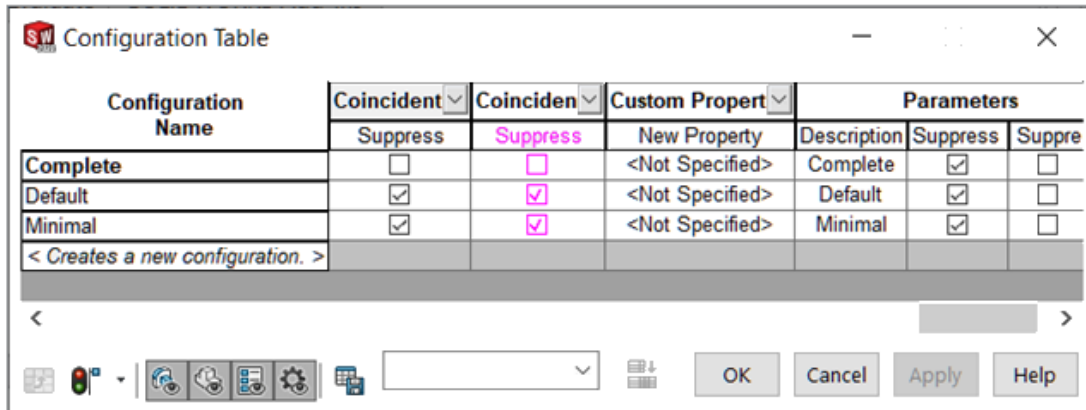 SW Configuration Table
Configuration Name Coincident Coinciden Custom Propert Parameters
Suppress Suppress New Property Description Suppress Suppre
Complete <Not Specified> Complete
Default <Not Specified> Default
Minimal <Not Specified> Minimal
< Creates a new configuration. >
OK Cancel Apply Help